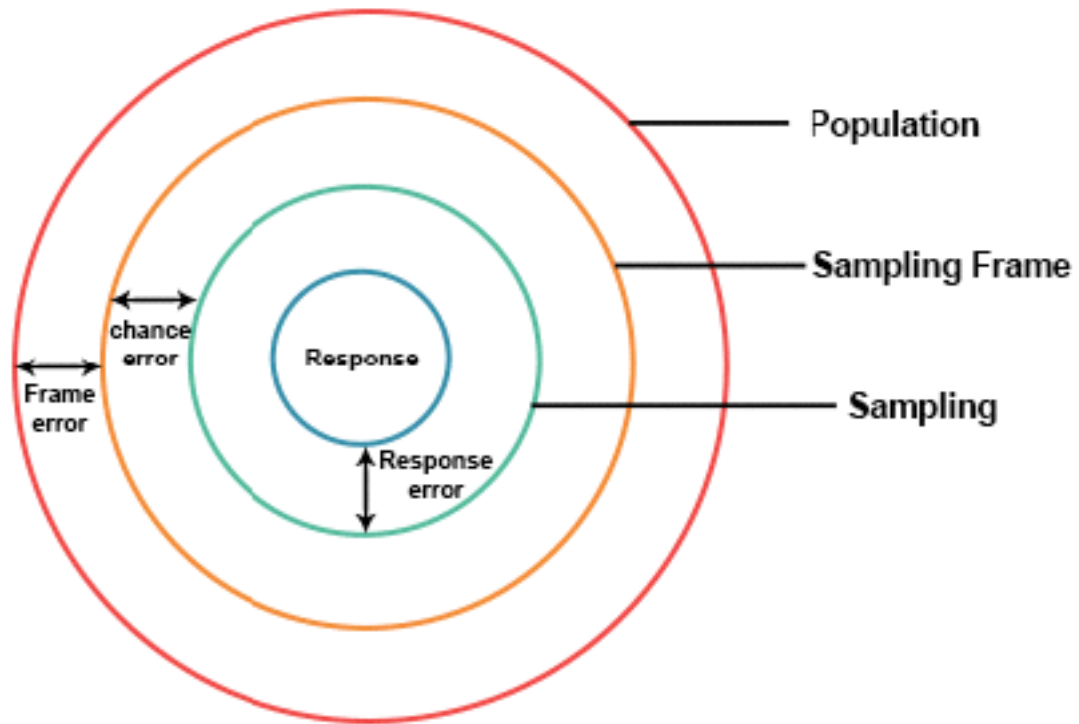 Population
Sampling Frame
chance
error
Response
Frame
error
Sampling
Response
error